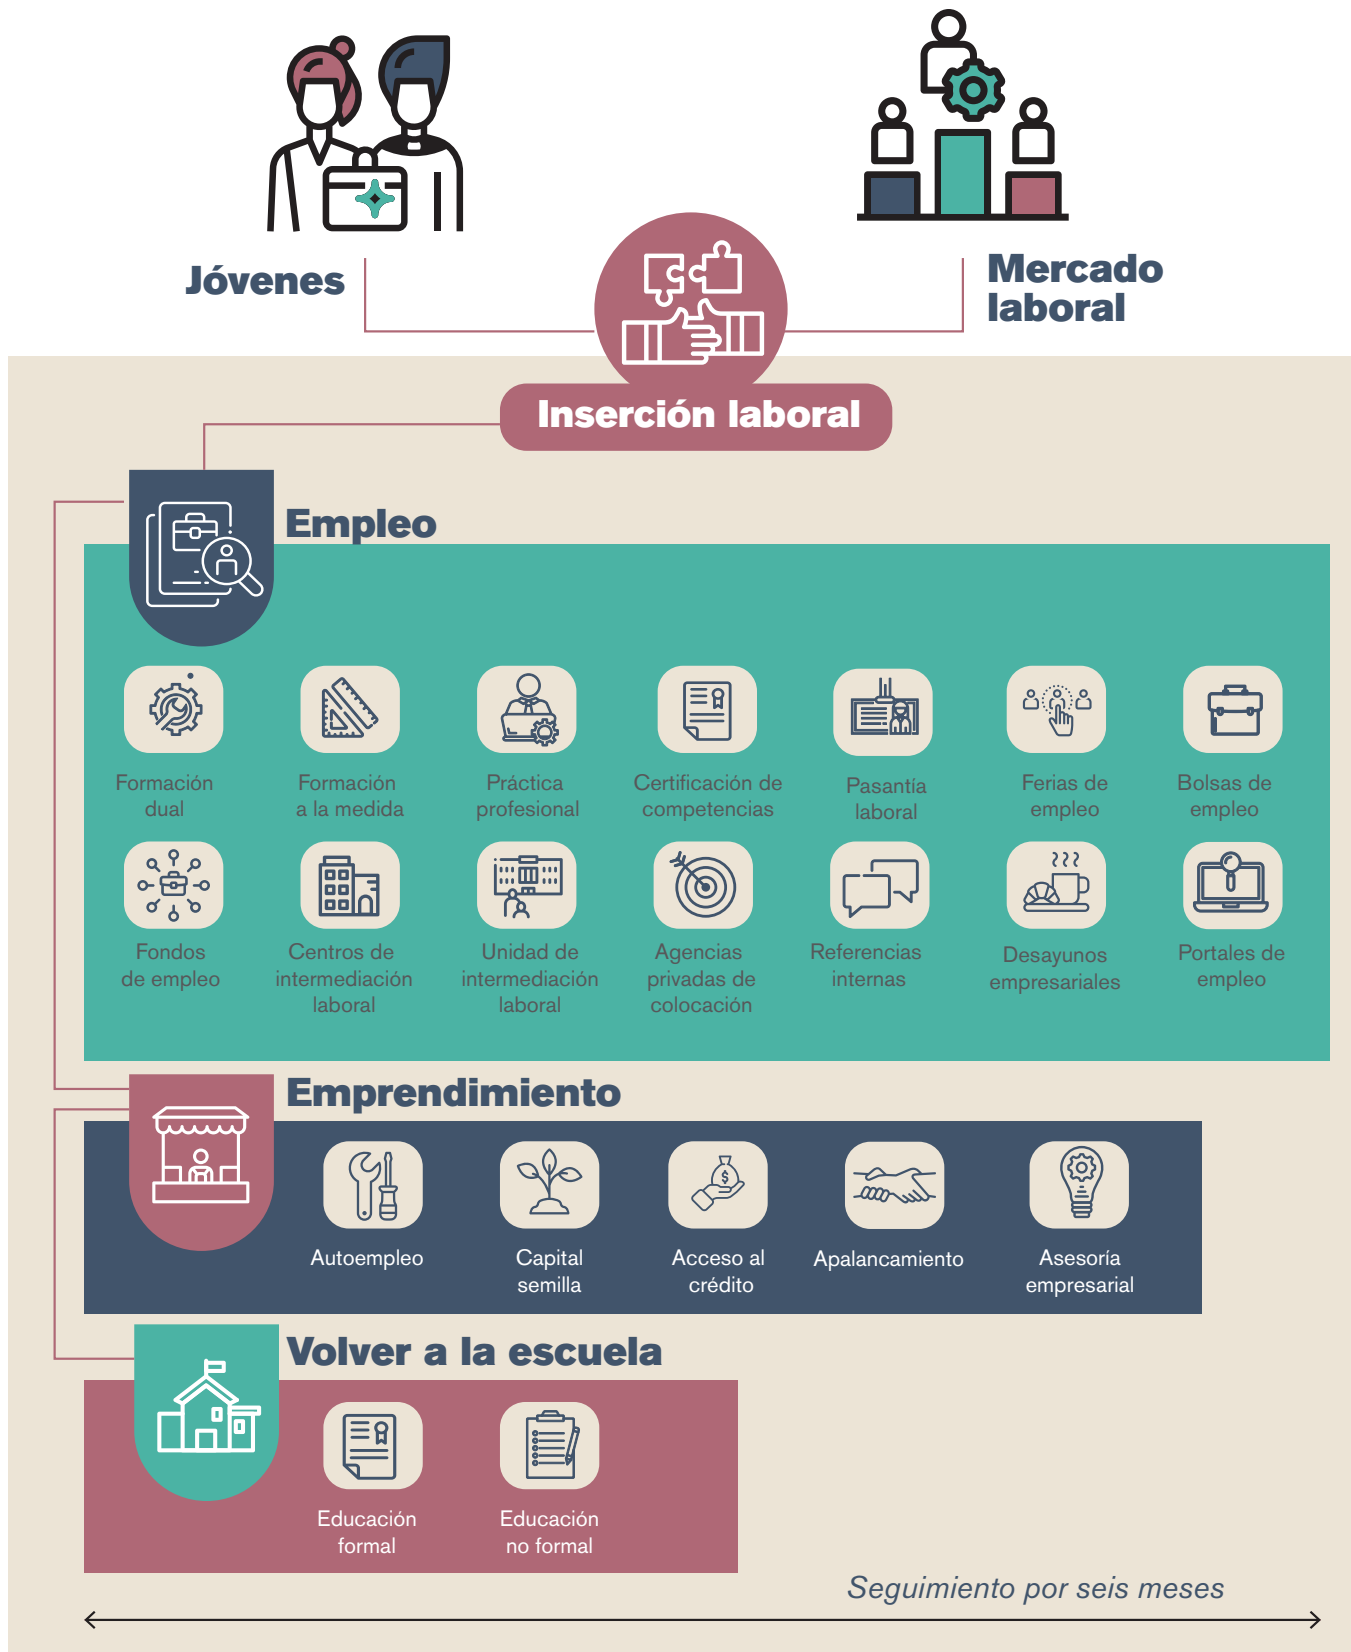 Jóvenes
Mercado
laboral
Inserción laboral
Empleo
Formación
dual
Formación
a la medida
Práctica
profesional
Certificación de
competencias
Pasantía
laboral
Ferias de
empleo
Bolsas de
empleo
Fondos
de empleo
Centros de
intermediación
laboral
Unidad de
intermediación
laboral
Agencias
privadas de
colocación
Referencias
internas
Desayunos
empresariales
Portales de
empleo
Emprendimiento
$
Autoempleo
Capital
semilla
Acceso al
crédito
Apalancamiento
Asesoría
empresarial
Volver a la escuela
Educación
formal
Educación
no formal
Seguimiento por seis meses